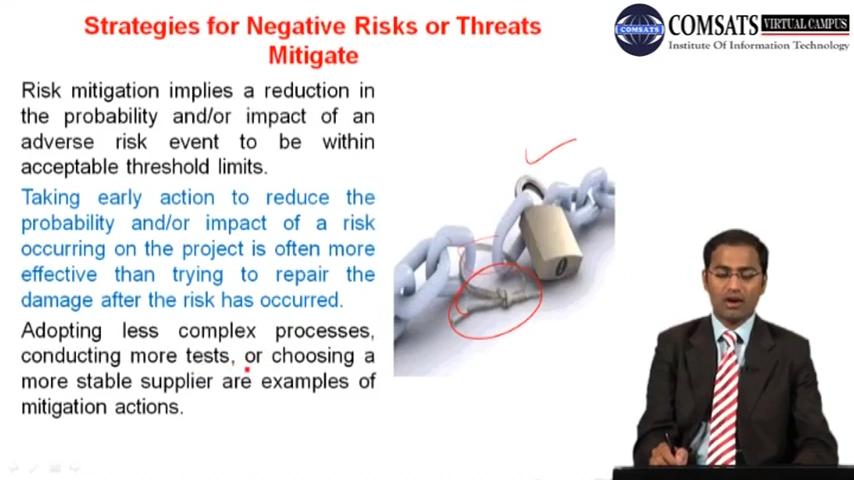 Strategies for Negative Risks or Threats
Mitigate
COMSATS VIRTUAL CAMPUS
Institute Of Information Technology
COMSATS
Risk mitigation implies a reduction in
the probability and/or impact of an
adverse risk event to be within
acceptable threshold limits.
Taking early action to reduce the
probability and/or impact of a risk
occurring on the project is often more
effective than trying to repair the
damage after the risk has occurred.
Adopting less complex processes,
conducting more tests, or choosing a
more stable supplier are examples of
mitigation actions.